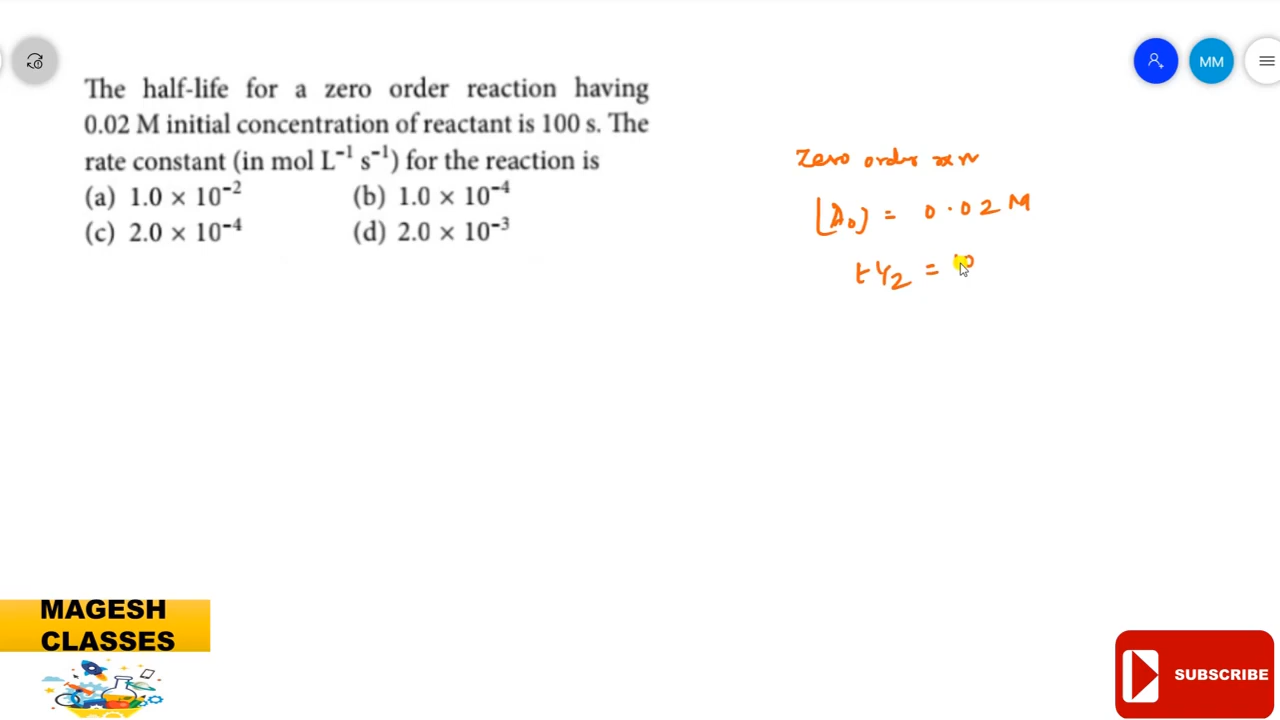 MM
The half-life for a zero order reaction having
0.02 M initial concentration of reactant is 100 s. The
rate constant (in mol L⁻¹ s⁻¹) for the reaction is
(a) 1.0 × 10⁻² (b) 1.0 × 10⁻⁴
(c) 2.0 × 10⁻⁴ (d) 2.0 × 10⁻³
Zero order rxn
[A₀] = 0.02 M
t½ =
MAGESH
CLASSES
SUBSCRIBE